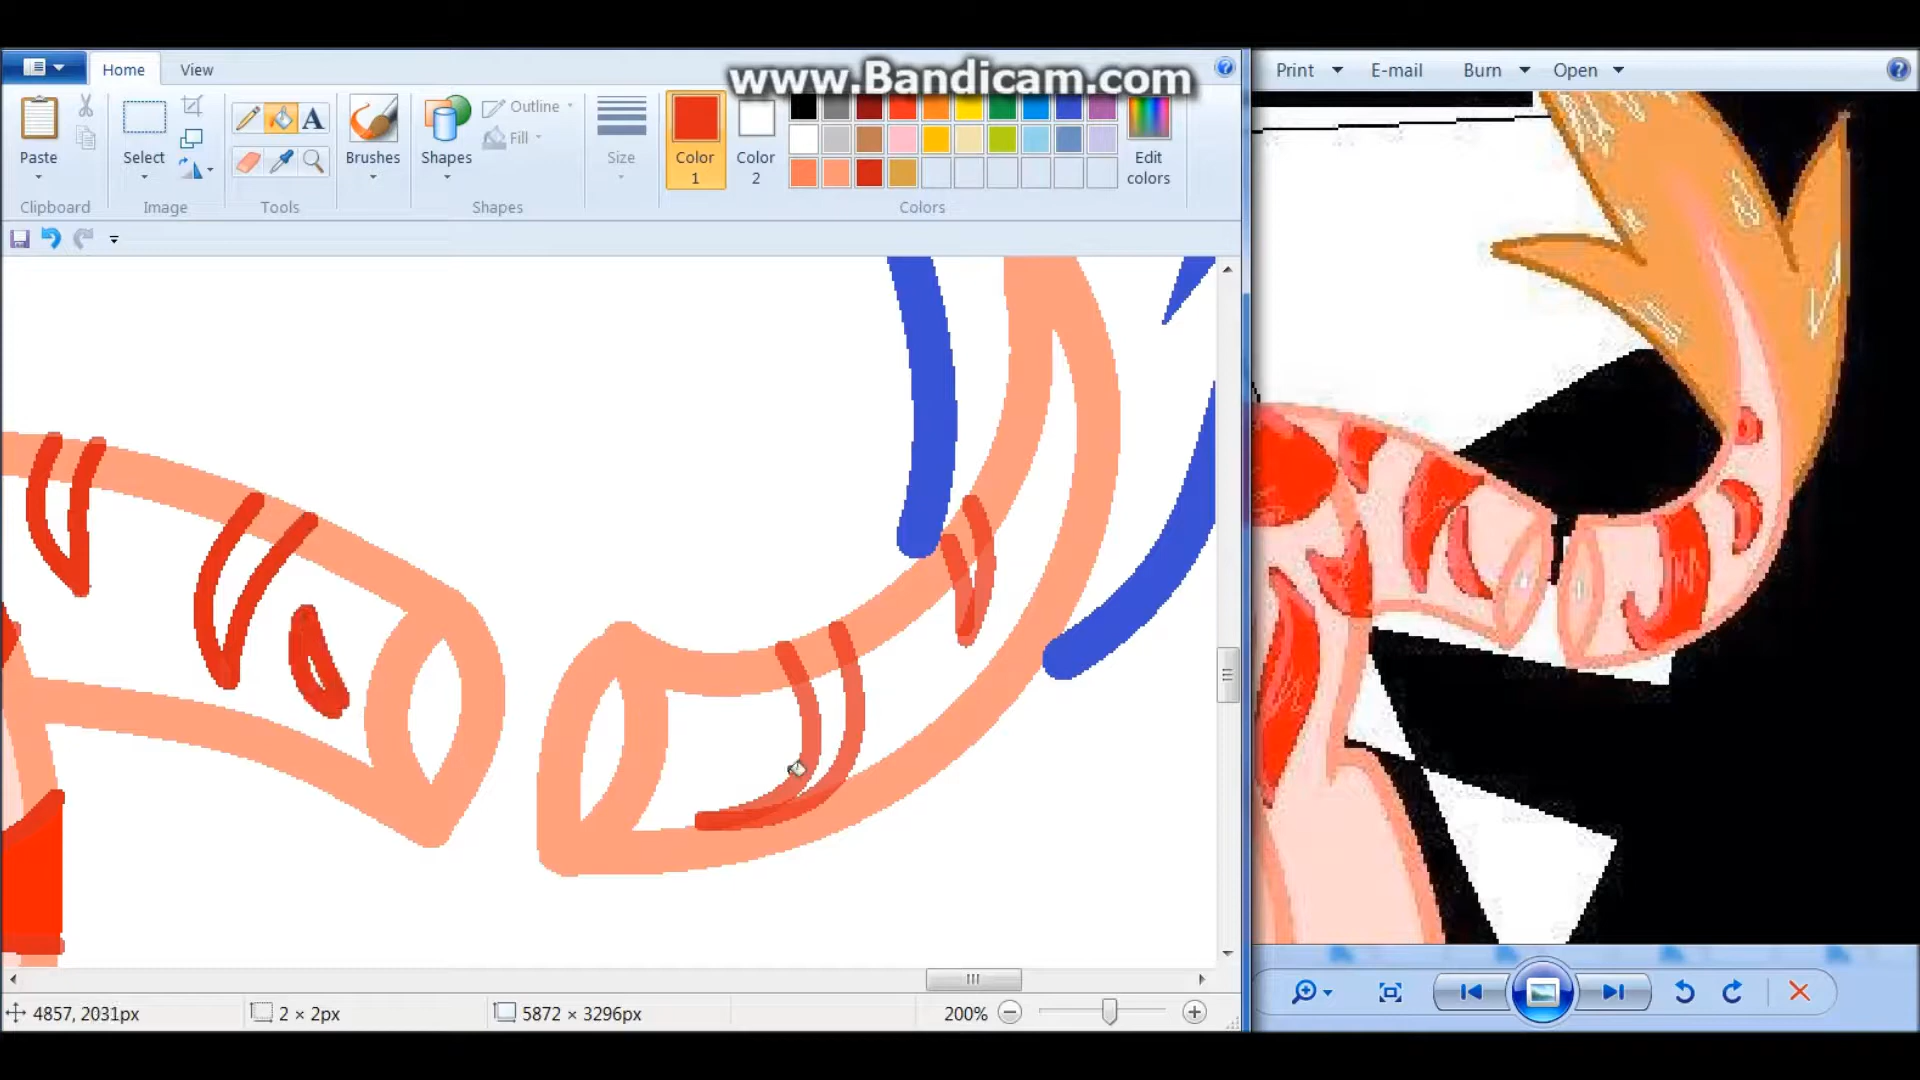 www.Bandicam.com
Home View
Print E-mail Burn Open
Paste
Select
Brushes
Shapes
Outline
Fill
Size
Color 1
Color 2
Edit colors
Clipboard Image Tools Shapes Colors
4857, 2031px 2 × 2px 5872 × 3296px 200%